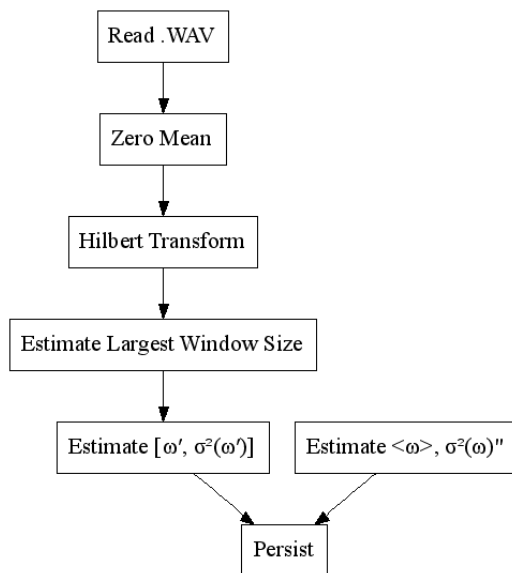 Read .WAV
Zero Mean
Hilbert Transform
Estimate Largest Window Size
Estimate [ω′, σ²(ω′)]
Estimate <ω>, σ²(ω)"
Persist